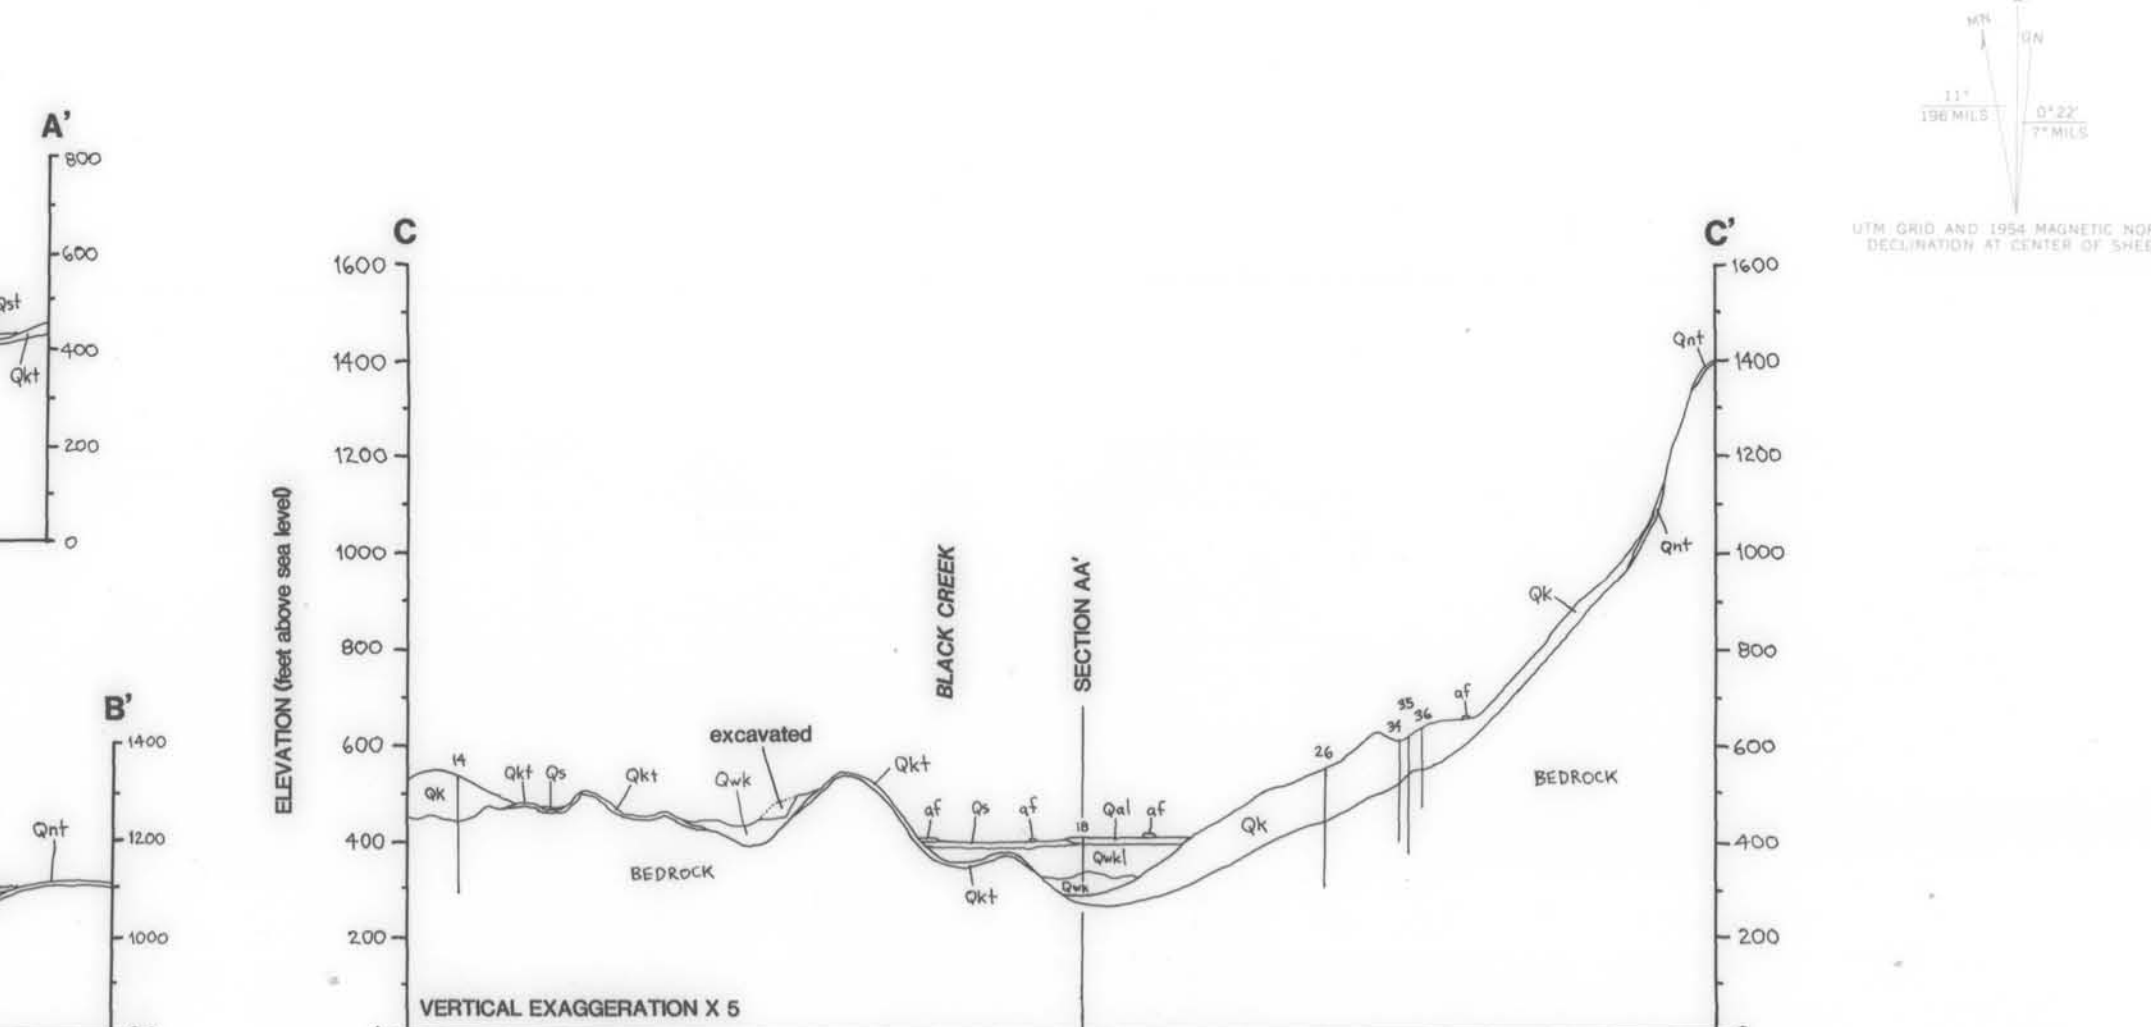 MN
GN
11°
196 MILS
0°22'
7* MILS
UTM GRID AND 1954 MAGNETIC
DECLINATION AT CENTER OF
A'
800
600
Qst
400
Qkt
200
0
B'
1400
Qnt
1200
1000
C
C'
1600
1600
Qnt
1400
1400
1200
1200
1000
1000
Qnt
ELEVATION (feet above sea level)
BLACK CREEK
SECTION AA'
Qk
800
800
af
35
34
36
600
600
excavated
14
26
Qkt
Qs
Qkt
Qwk
Qkt
BEDROCK
Qk
af
Qs
af
Qal
af
18
Qk
400
400
Qwkl
BEDROCK
Qwk
Qkt
200
200
VERTICAL EXAGGERATION X 5